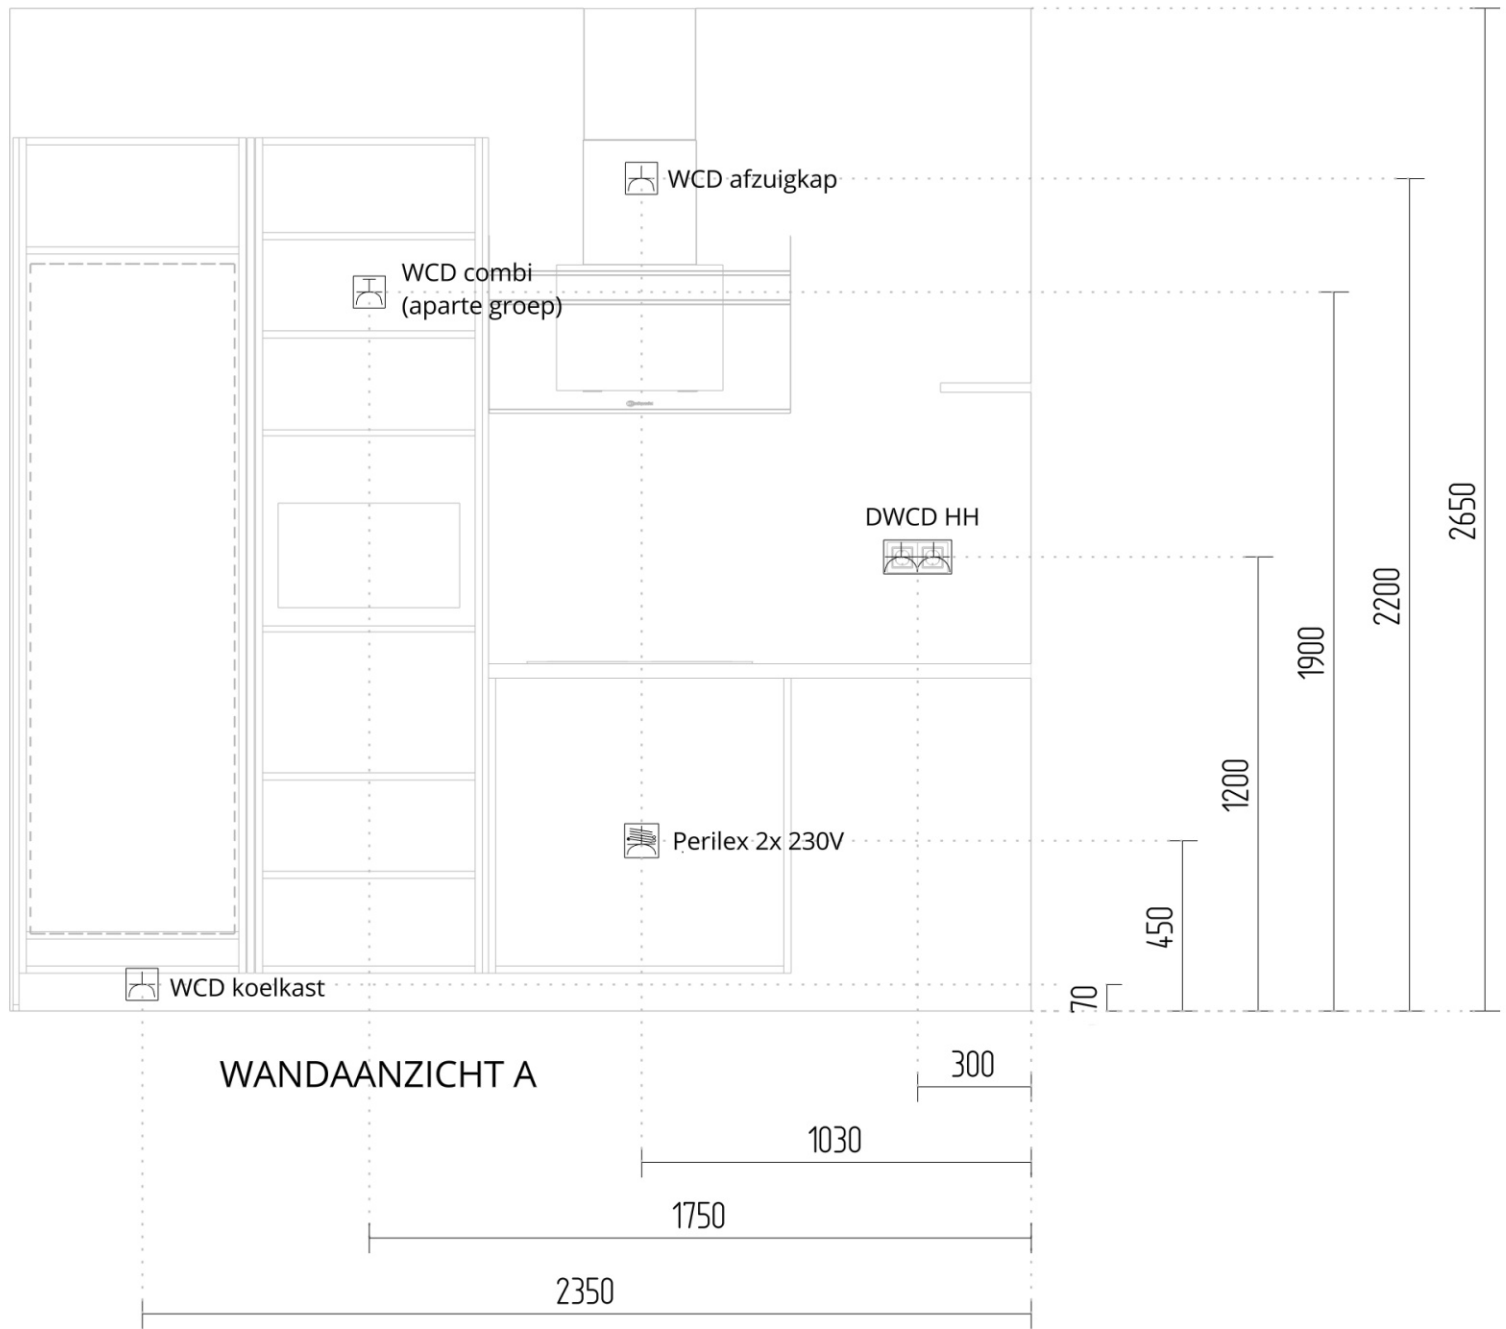 WCD afzuigkap
WCD combi
(aparte groep)
DWCD HH
2650
2200
1900
1200
Perilex 2x 230V
450
WCD koelkast
70
WANDAANZICHT A
300
1030
1750
2350